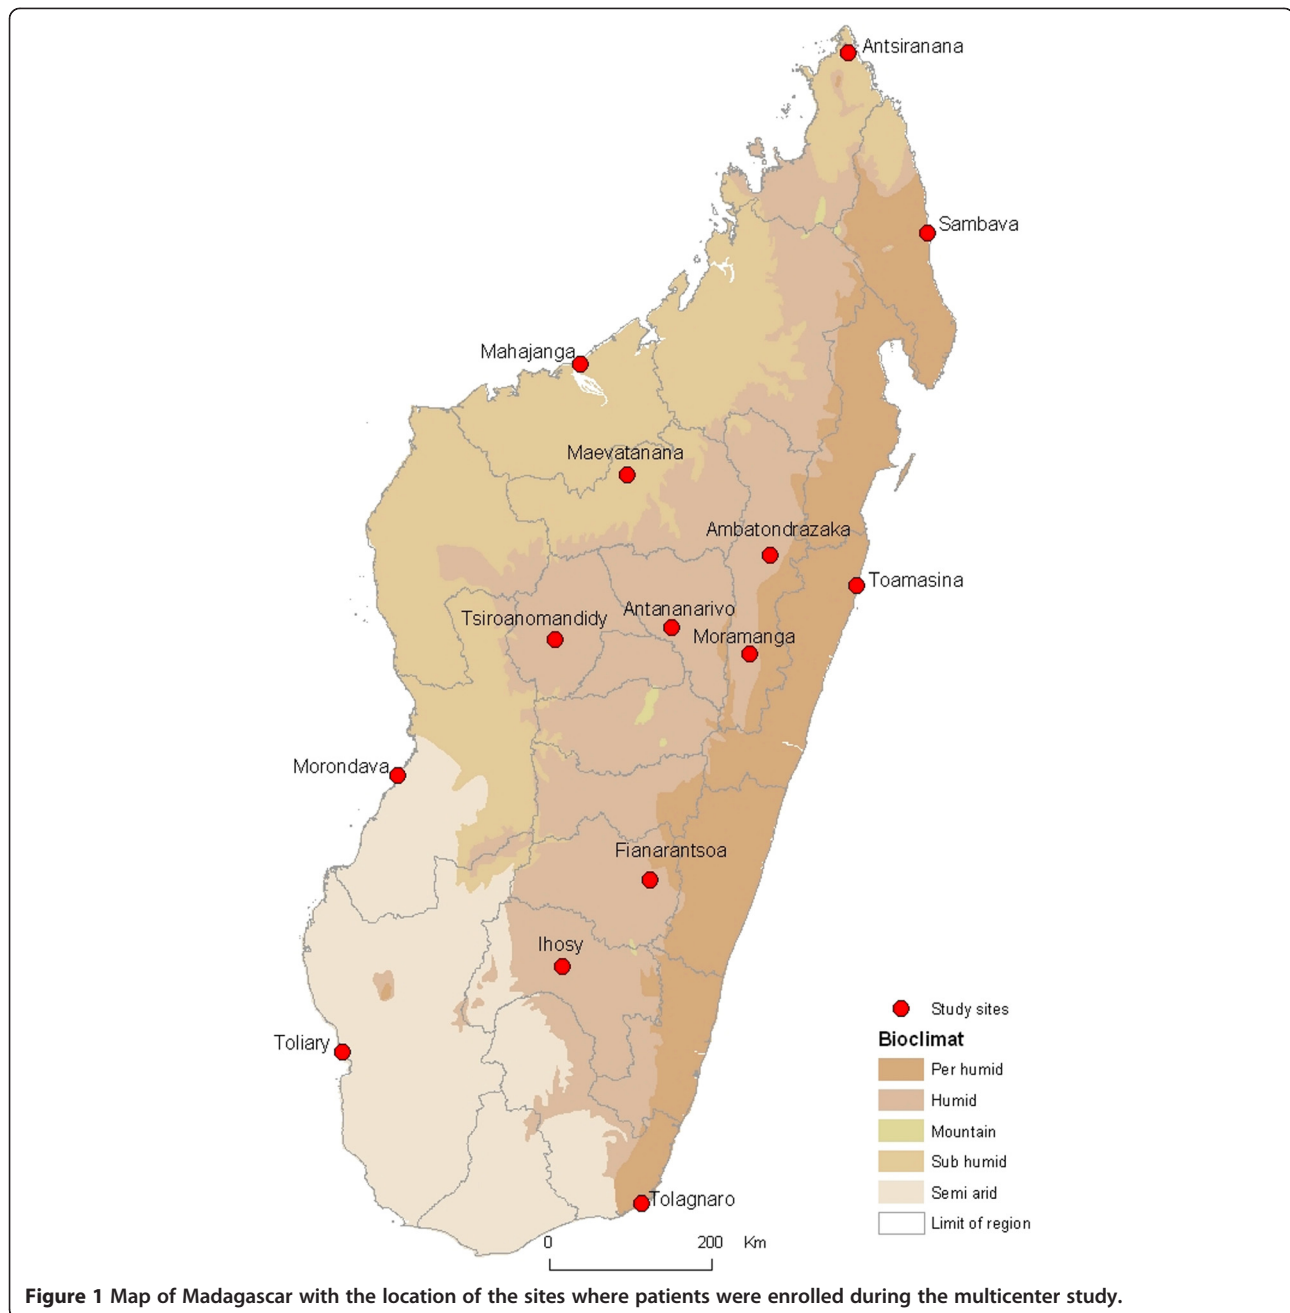 Antsiranana
Sambava
Mahajanga
Maevatanana
Ambatondrazaka
Toamasina
Antananarivo
Tsiroanomandidy
Moramanga
Morondava
Fianarantsoa
Ihosy
Study sites
Bioclimat
Toliary
Per humid
Humid
Mountain
Sub humid
Semi arid
Tolagnaro
Limit of region
0 200 Km
Figure 1 Map of Madagascar with the location of the sites where patients were enrolled during the multicenter study.